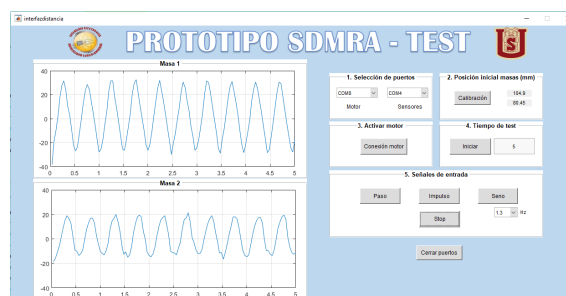 interfazdistancia
PROTOTIPO SDMRA - TEST
Masa 1
40
20
0
-20
-40
0 0.5 1 1.5 2 2.5 3 3.5 4 4.5 5
Masa 2
40
20
0
-20
-40
0 0.5 1 1.5 2 2.5 3 3.5 4 4.5 5
1. Selección de puertos
COM8 COM4
Motor Sensores
2. Posición inicial masas (mm)
Calibración
104.9
80.45
3. Activar motor
Conexión motor
4. Tiempo de test
Iniciar 5
5. Señales de entrada
Paso Impulso Seno
Stop 1.3 Hz
Cerrar puertos